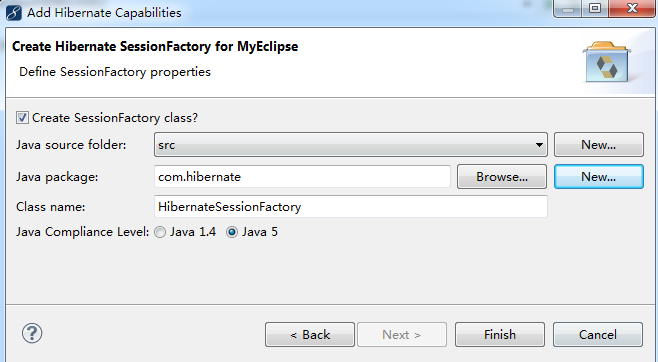 Add Hibernate Capabilities
Create Hibernate SessionFactory for MyEclipse
Define SessionFactory properties
Create SessionFactory class?
Java source folder: src New...
Java package: com.hibernate Browse... New...
Class name: HibernateSessionFactory
Java Compliance Level: Java 1.4 Java 5
? < Back Next > Finish Cancel